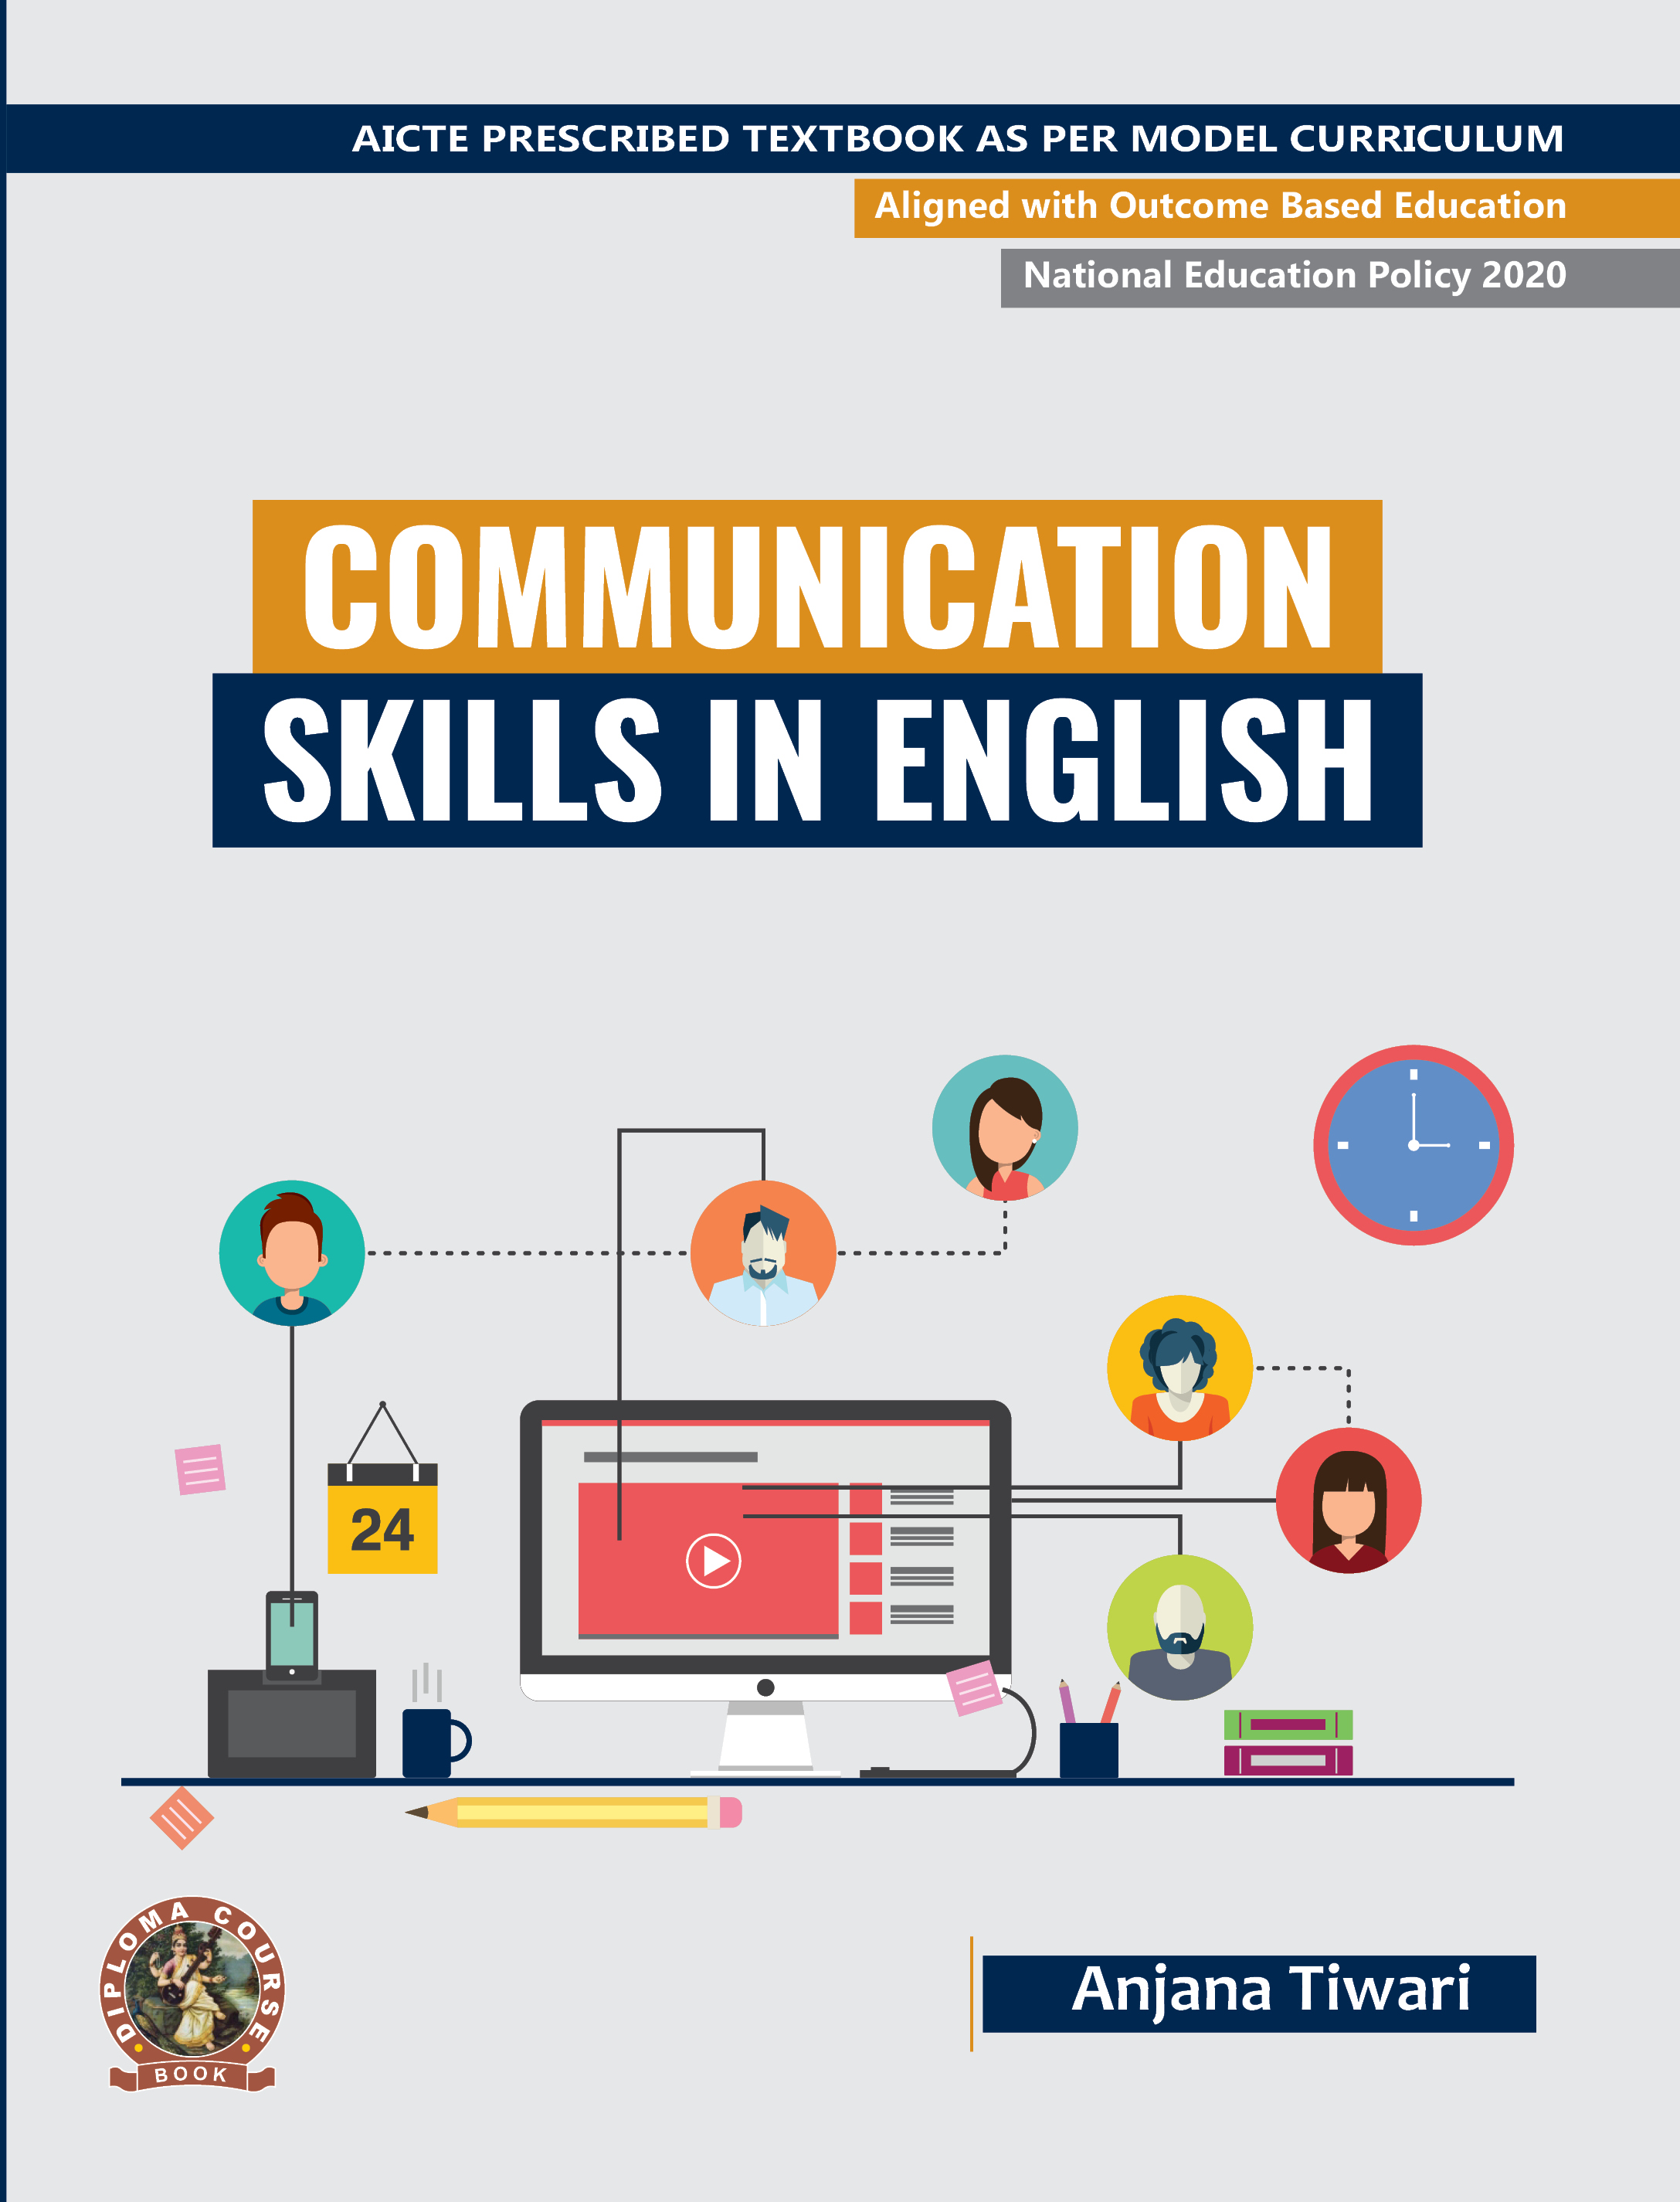 AICTE PRESCRIBED TEXTBOOK AS PER MODEL CURRICULUM
Aligned with Outcome Based Education
National Education Policy 2020
COMMUNICATION
SKILLS IN ENGLISH
24
DIPLOMA COURSE
BOOK
Anjana Tiwari